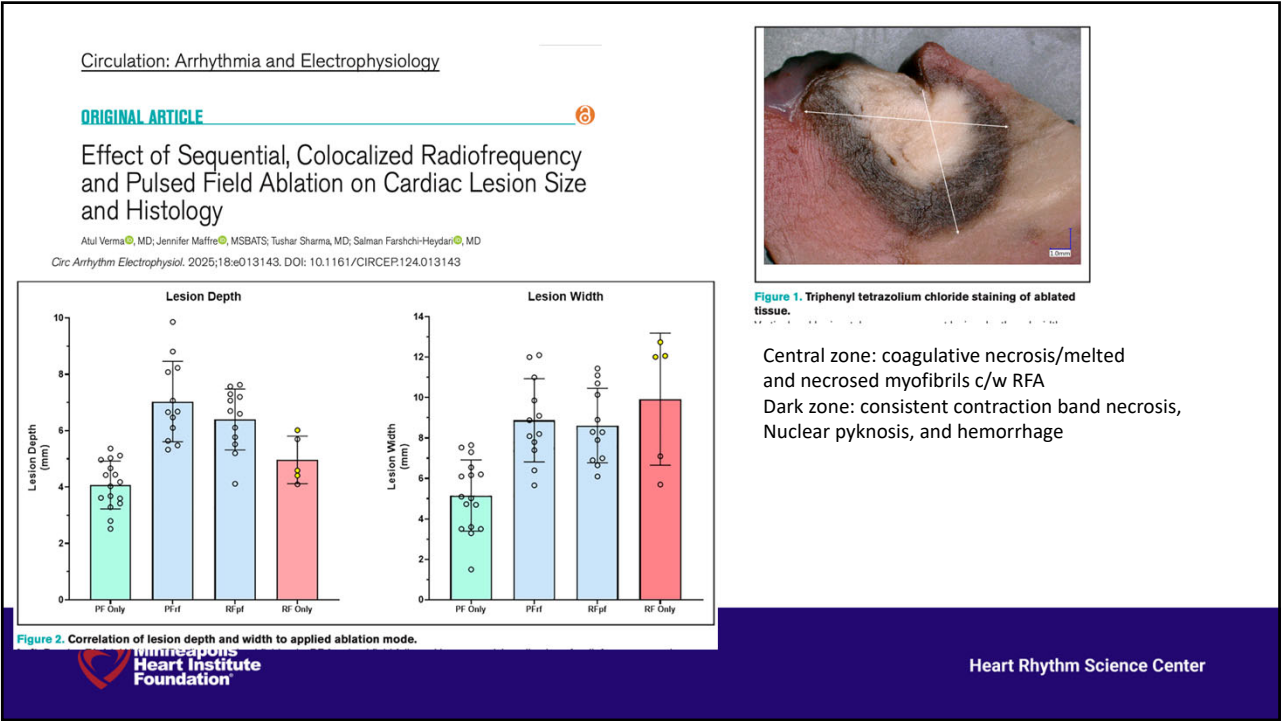 Circulation: Arrhythmia and Electrophysiology
ORIGINAL ARTICLE
Effect of Sequential, Colocalized Radiofrequency
and Pulsed Field Ablation on Cardiac Lesion Size
and Histology
Atul Verma, MD; Jennifer Maffre, MSBATS; Tushar Sharma, MD; Salman Farshchi-Heydari, MD
Circ Arrhythm Electrophysiol. 2025;18:e013143. DOI: 10.1161/CIRCEP.124.013143
Lesion Depth
Lesion Depth
(mm)
10
8
6
4
2
0
PF Only PFrf RFpf RF Only
Lesion Width
Lesion Width
(mm)
14
12
10
8
6
4
2
0
PF Only PFrf RFpf RF Only
Figure 2. Correlation of lesion depth and width to applied ablation mode.
1.0mm
Figure 1. Triphenyl tetrazolium chloride staining of ablated
tissue.
Central zone: coagulative necrosis/melted
and necrosed myofibrils c/w RFA
Dark zone: consistent contraction band necrosis,
Nuclear pyknosis, and hemorrhage
Minneapolis
Heart Institute
Foundation
Heart Rhythm Science Center